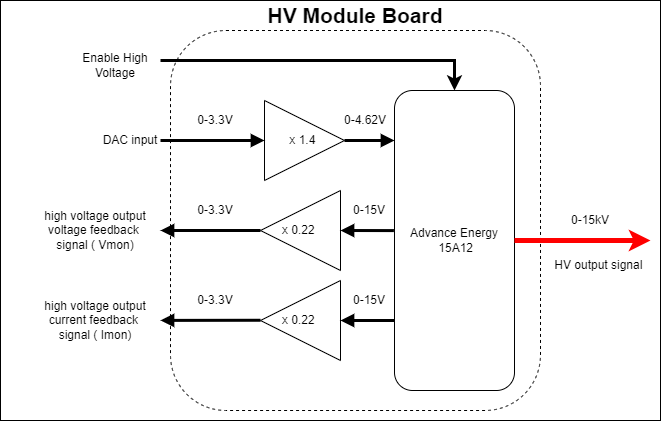 HV Module Board
Enable High
Voltage
0-3.3V
0-4.62V
DAC input
x 1.4
high voltage output
voltage feedback
signal ( Vmon)
0-3.3V
x 0.22
0-15V
Advance Energy
15A12
0-15kV
HV output signal
high voltage output
current feedback
signal ( Imon)
0-3.3V
x 0.22
0-15V